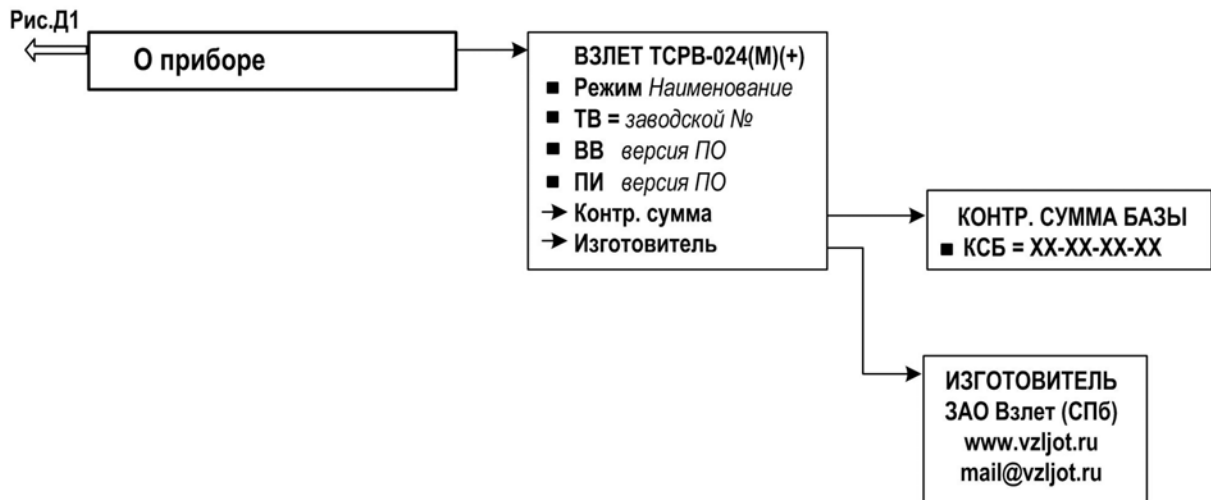 Рис.Д1
О приборе
ВЗЛЕТ ТСРВ-024(М)(+)
Режим Наименование
ТВ = заводской №
ВВ версия ПО
ПИ версия ПО
Контр. сумма
Изготовитель
КОНТР. СУММА БАЗЫ
КСБ = XX-XX-XX-XX
ИЗГОТОВИТЕЛЬ
ЗАО Взлет (СПб)
www.vzljot.ru
mail@vzljot.ru